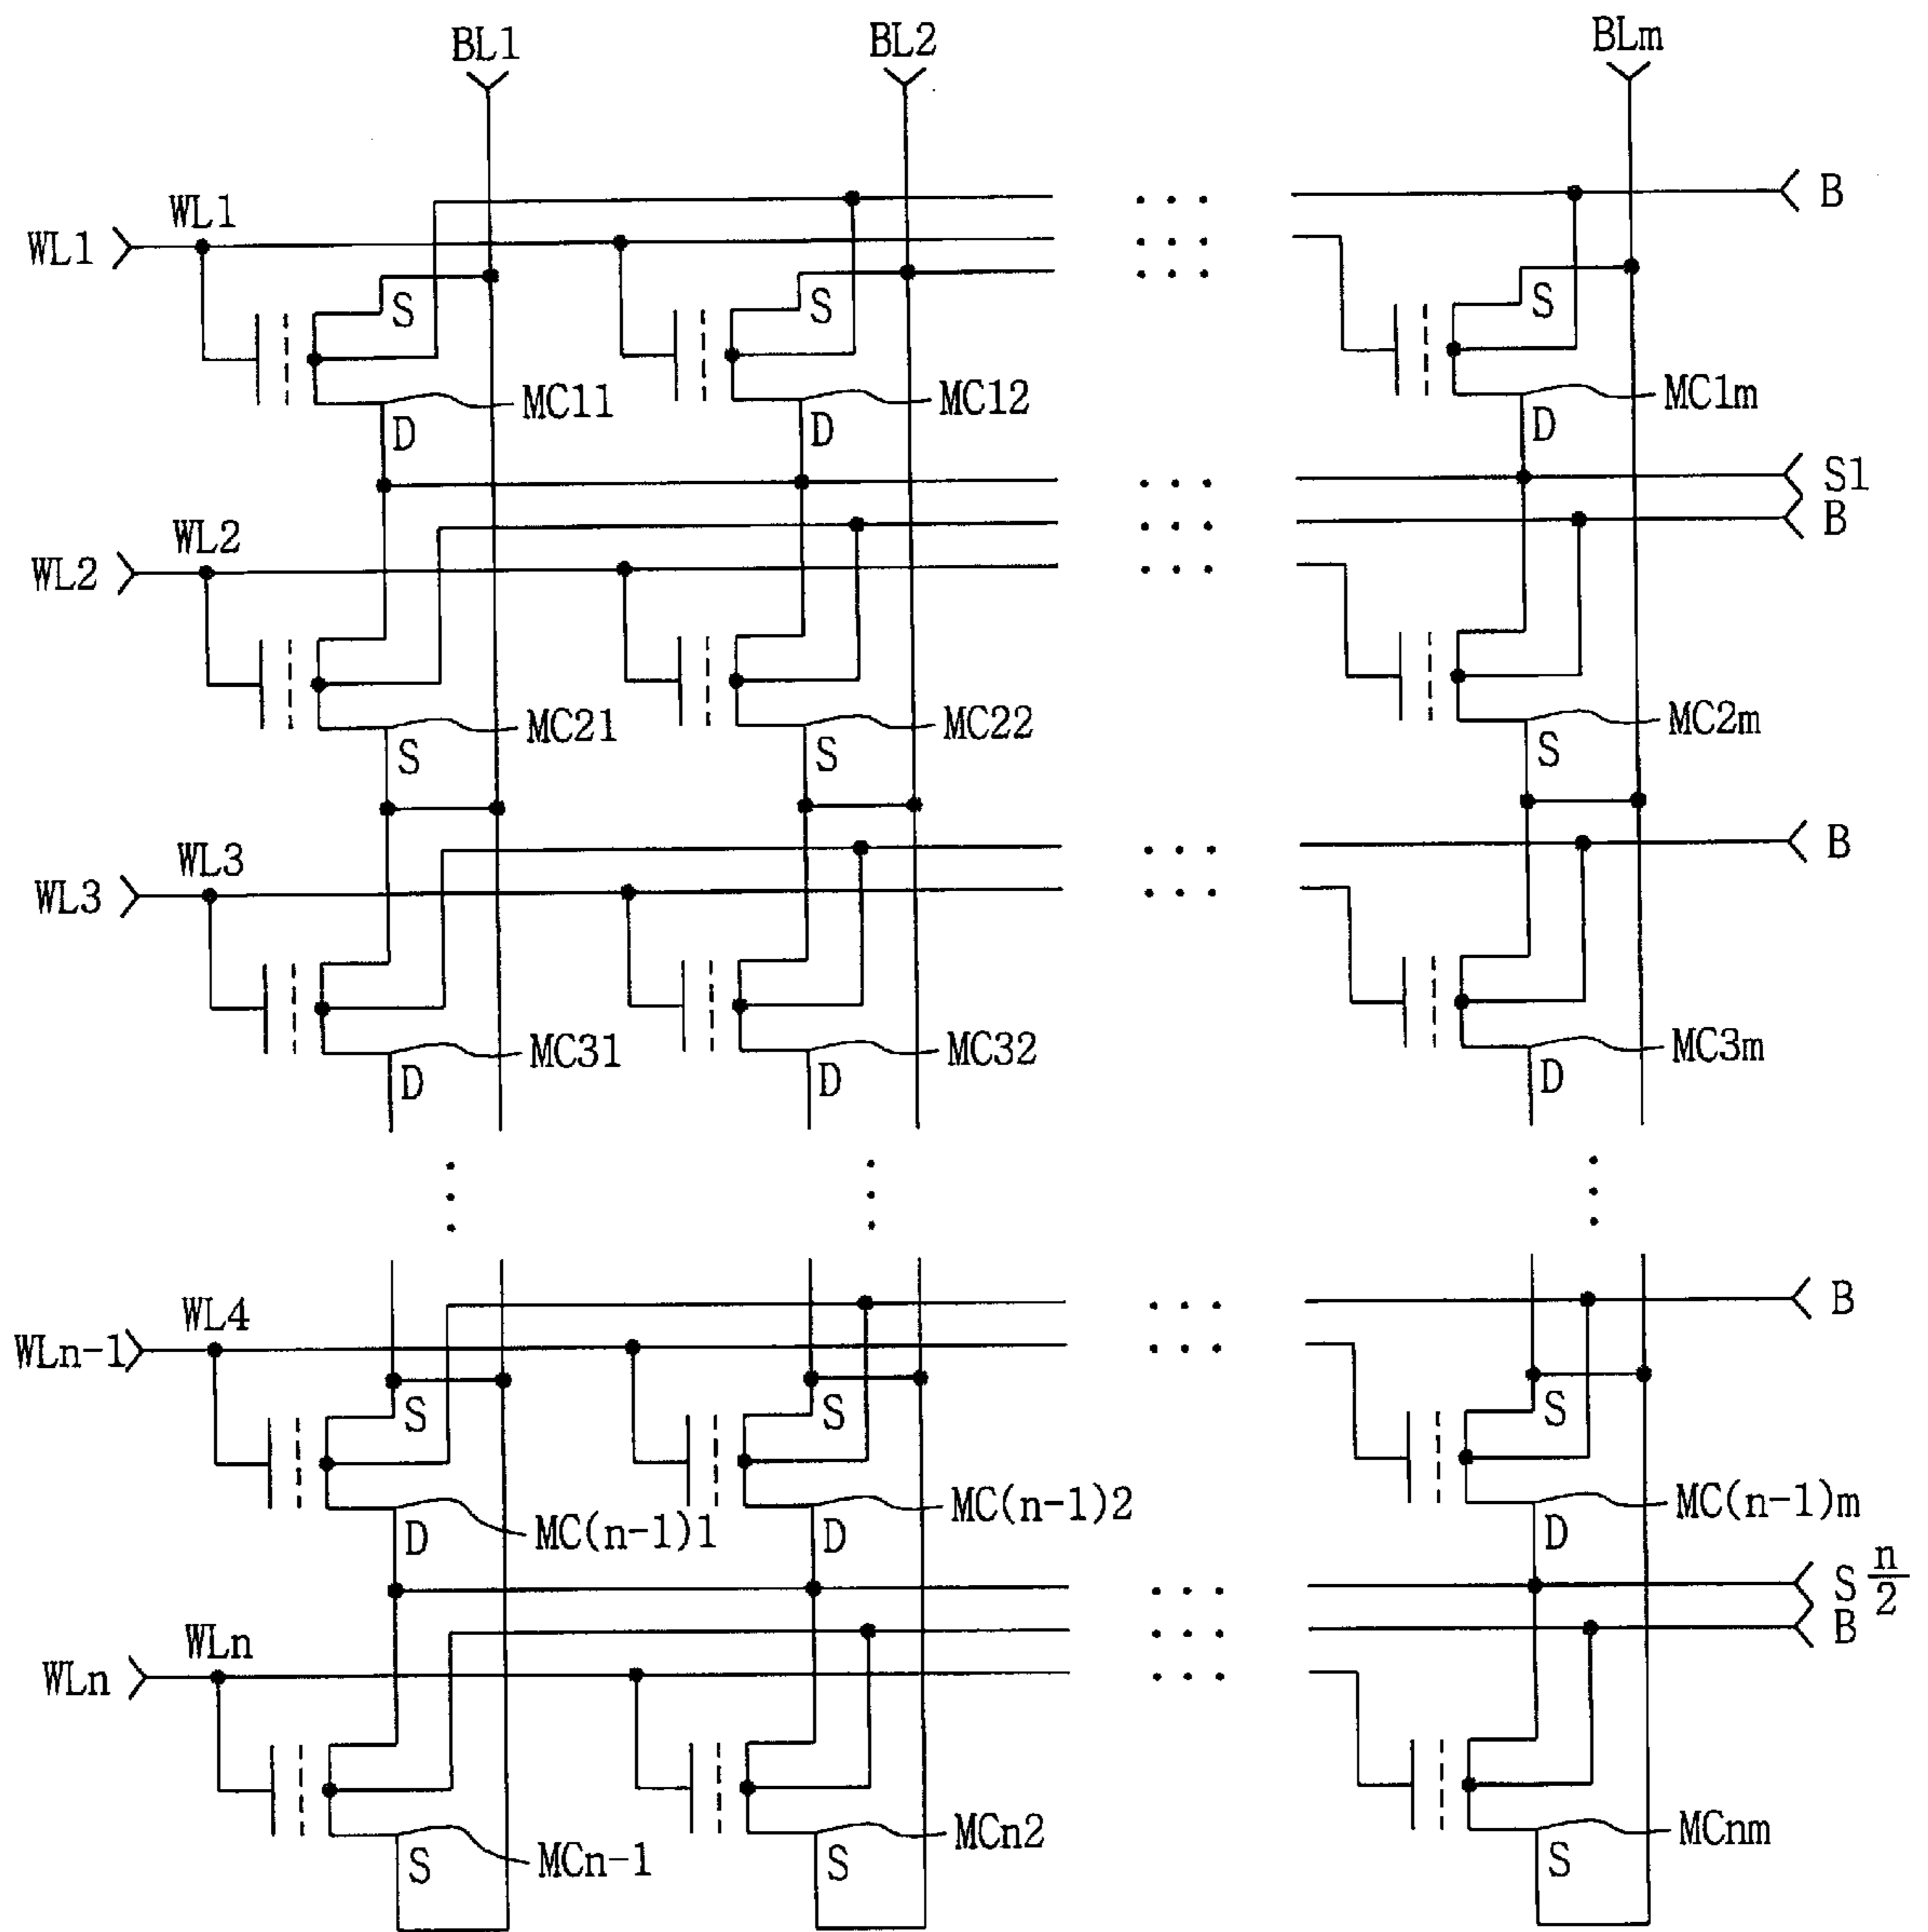 BL1 BL2 BLm
B
WL1
WL1
S S S
MC11 MC12 MC1m
D D D
S1
B
WL2
WL2
MC21 MC22 MC2m
S S S
B
WL3
WL3
MC31 MC32 MC3m
D D D
B
WL4
WLn-1
S S S
MC(n-1)1 MC(n-1)2 MC(n-1)m
D D D
S n/2
B
WLn
WLn
MCn-1 MCn2 MCnm
S S S